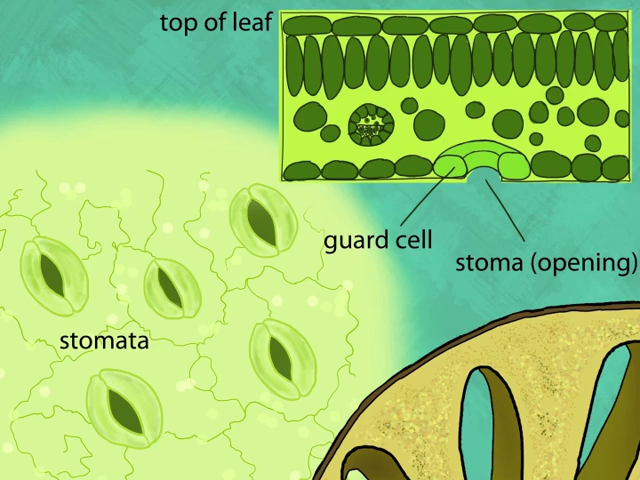 top of leaf
guard cell
stoma (opening)
stomata